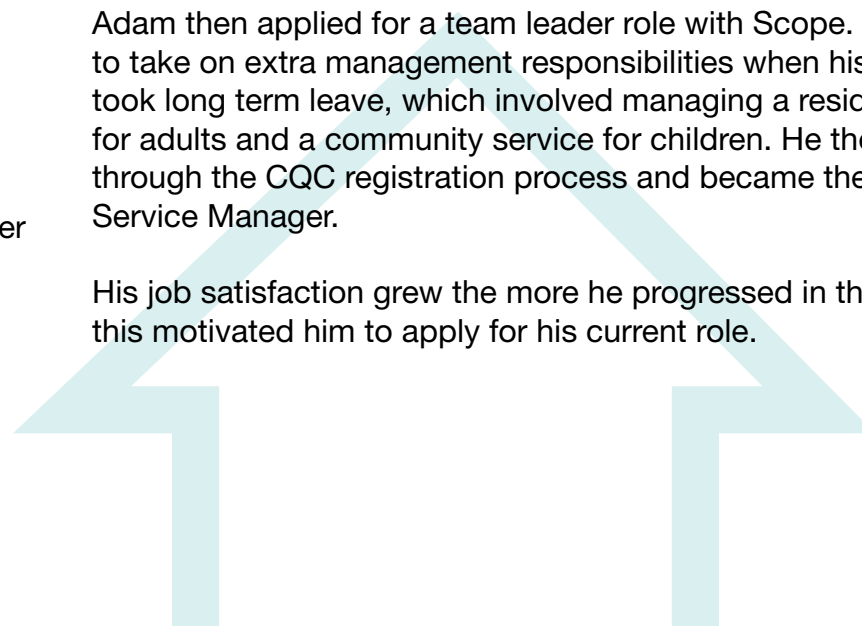 Adam then applied for a team leader role with Scope.
to take on extra management responsibilities when his
took long term leave, which involved managing a resid
for adults and a community service for children. He the
through the CQC registration process and became the
er
Service Manager.
His job satisfaction grew the more he progressed in th
this motivated him to apply for his current role.